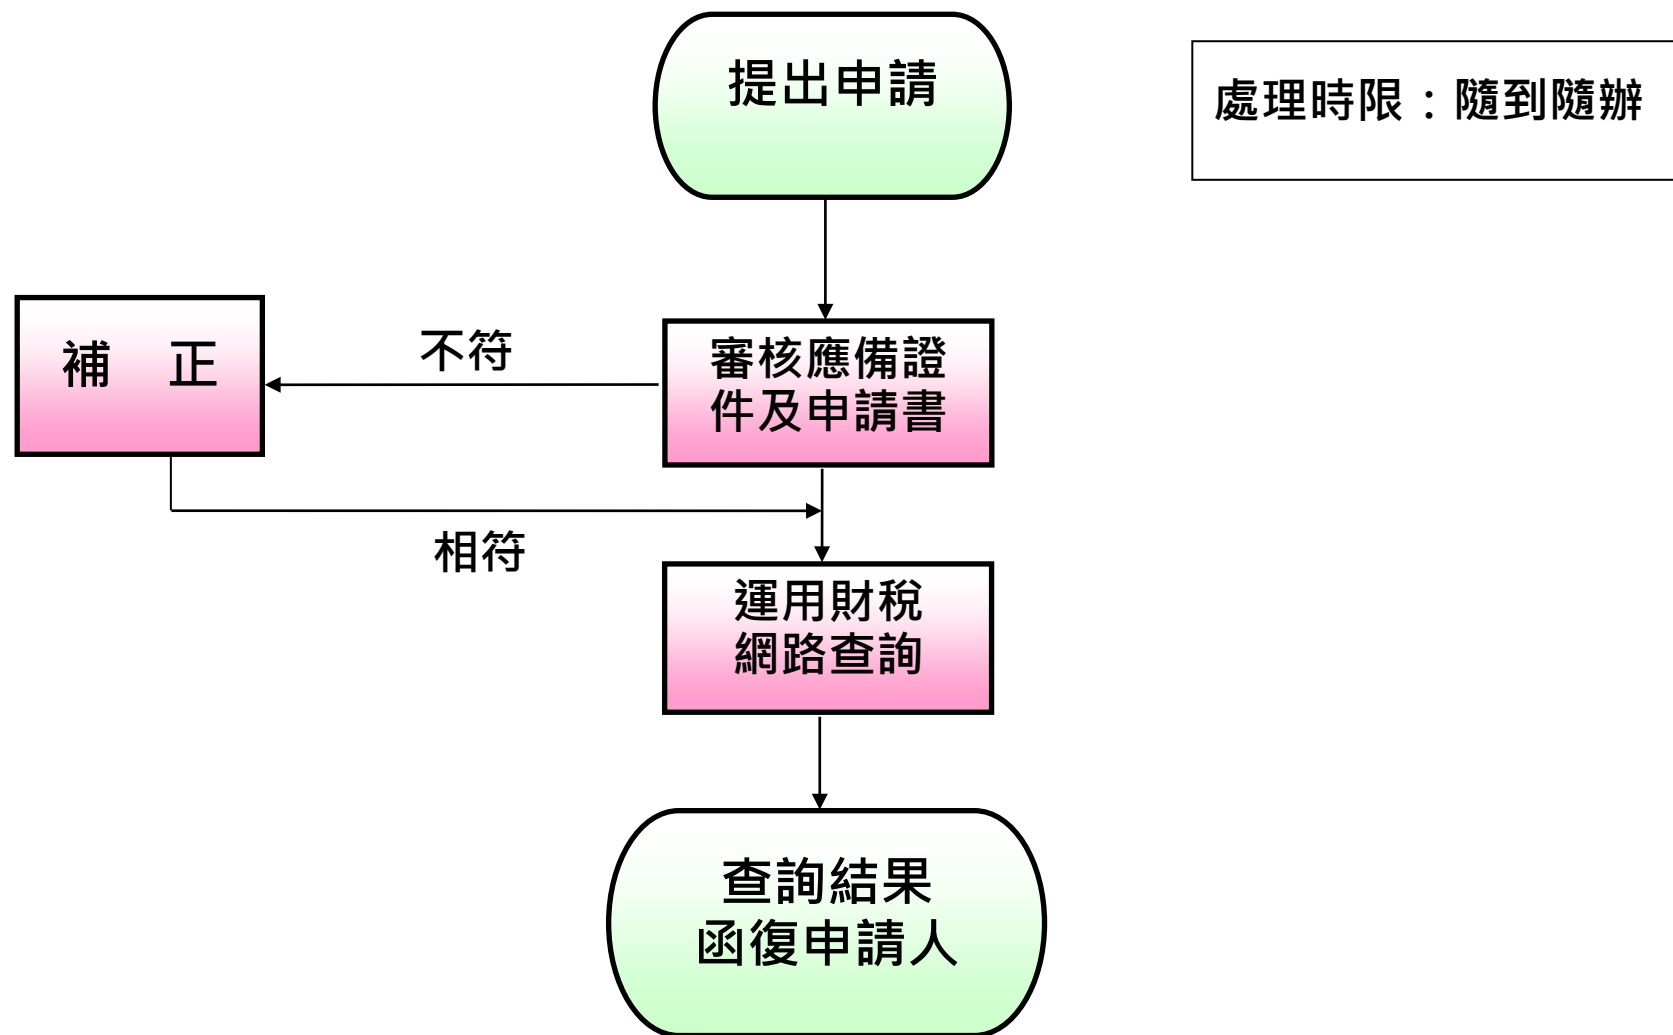 提出申請
處理時限：隨到隨辦
補　正
不符
審核應備證
件及申請書
相符
運用財稅
網路查詢
查詢結果
函復申請人